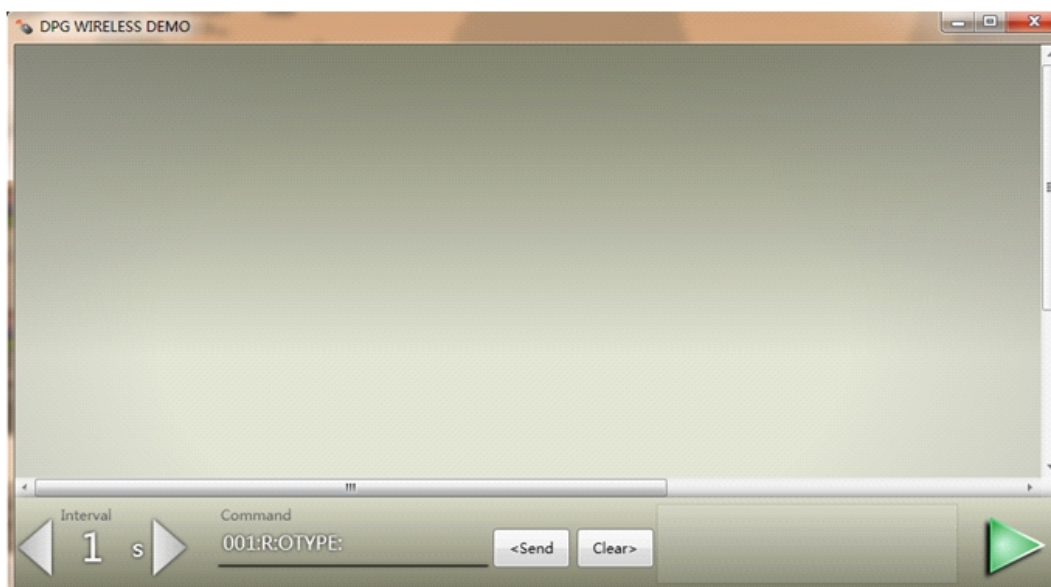 DPG WIRELESS DEMO
Interval
1 s
Command
001:R:OTYPE:
<Send
Clear>